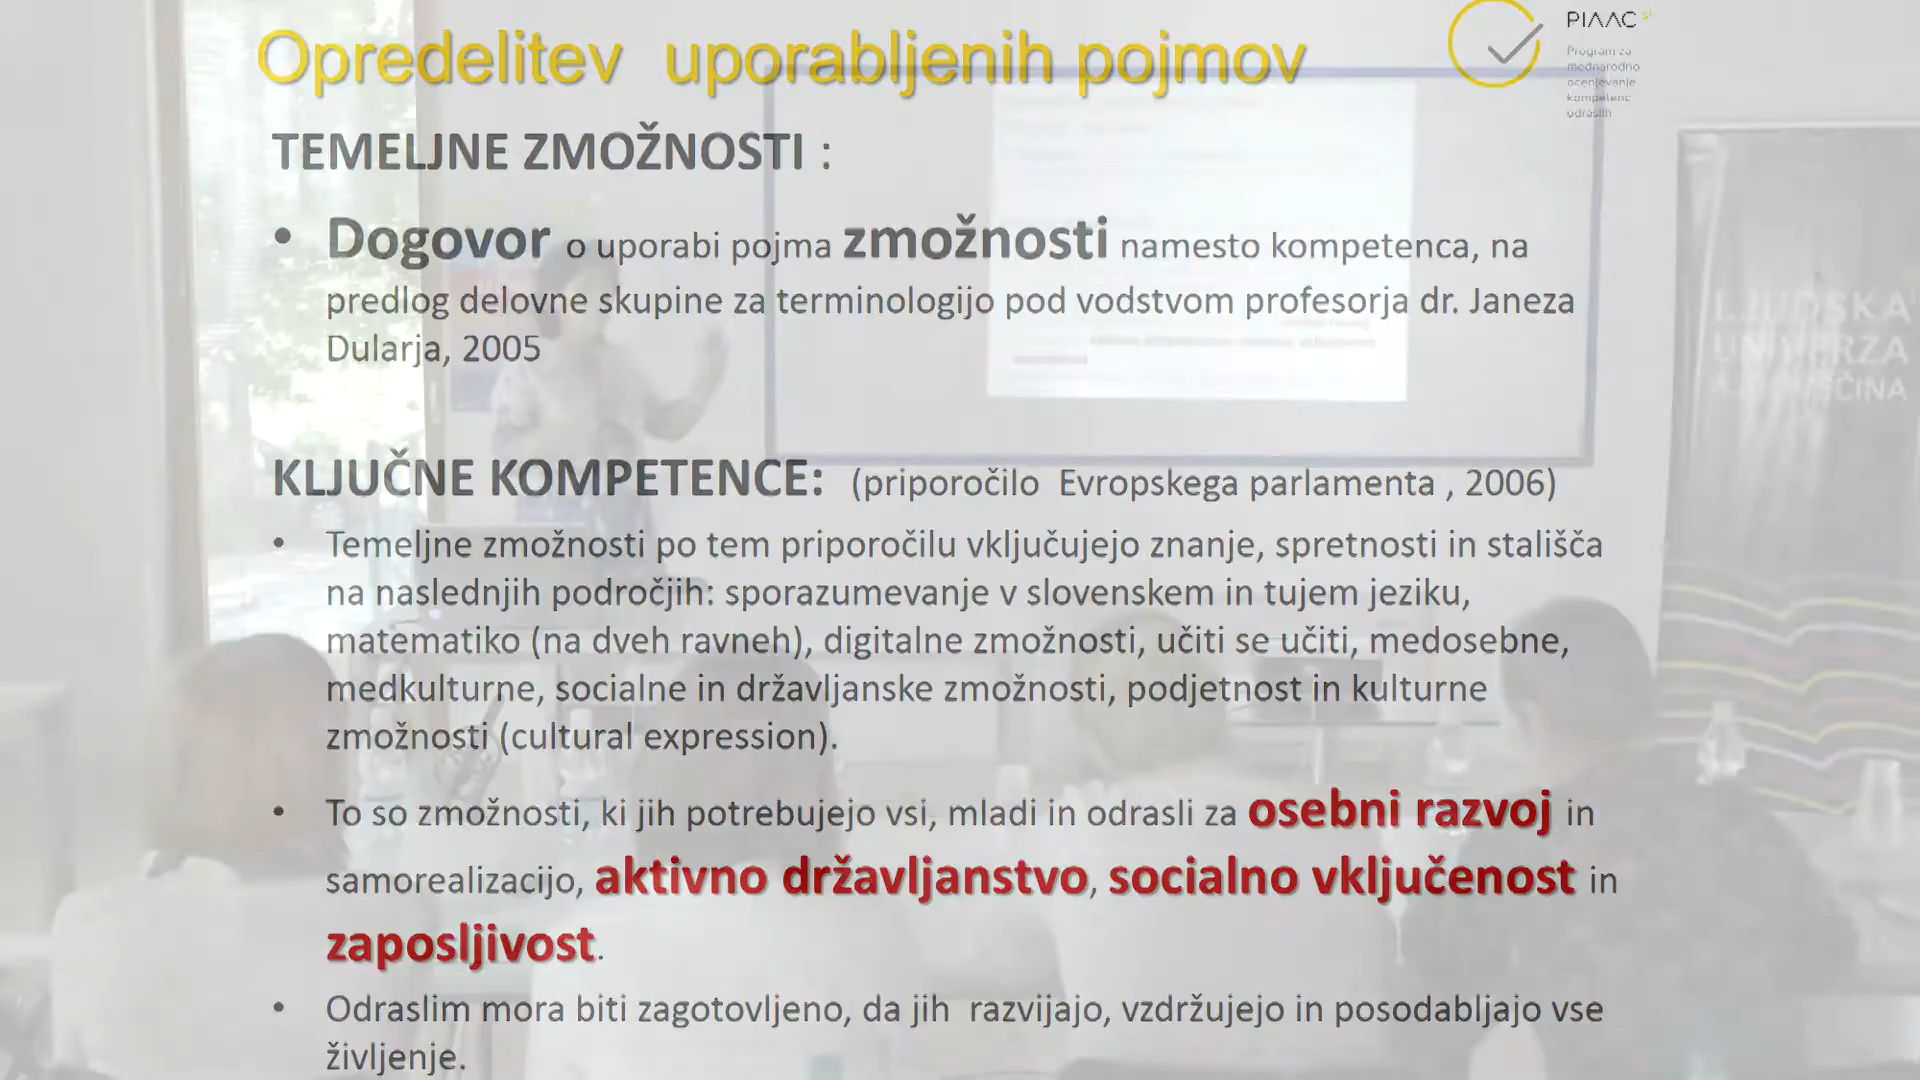 Opredelitev uporabljenih pojmov
PIAAC
Program za
mednarodno
ocenjevanje
kompetenc
odraslih
TEMELJNE ZMOŽNOSTI :
• Dogovor o uporabi pojma zmožnosti namesto kompetenca, na
predlog delovne skupine za terminologijo pod vodstvom profesorja dr. Janeza
Dularja, 2005
LJUDSKA
UNIVERZA
KLJUČNE KOMPETENCE: (priporočilo Evropskega parlamenta , 2006)
• Temeljne zmožnosti po tem priporočilu vključujejo znanje, spretnosti in stališča
na naslednjih področjih: sporazumevanje v slovenskem in tujem jeziku,
matematiko (na dveh ravneh), digitalne zmožnosti, učiti se učiti, medosebne,
medkulturne, socialne in državljanske zmožnosti, podjetnost in kulturne
zmožnosti (cultural expression).
• To so zmožnosti, ki jih potrebujejo vsi, mladi in odrasli za osebni razvoj in
samorealizacijo, aktivno državljanstvo, socialno vključenost in
zaposljivost.
• Odraslim mora biti zagotovljeno, da jih razvijajo, vzdržujejo in posodabljajo vse
življenje.